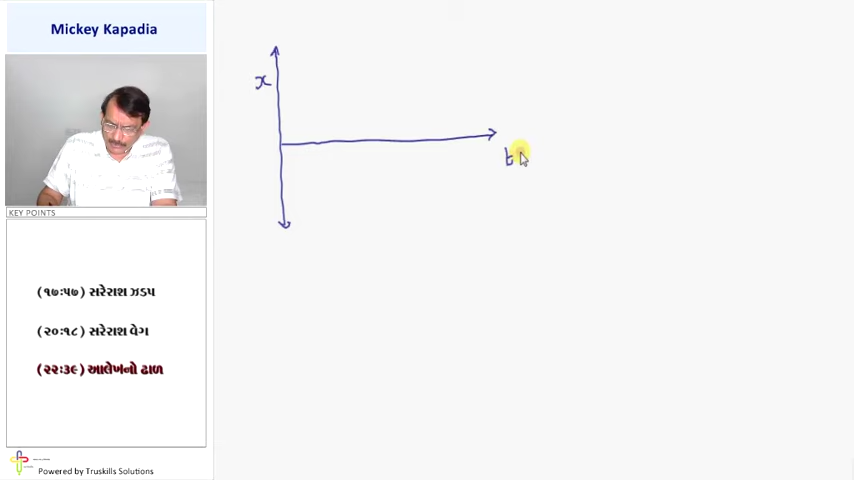 Mickey Kapadia
x
t
KEY POINTS
(૧૭:૫૭) સરેરાશ ઝડપ
(૨૦:૧૮) સરેરાશ વેગ
(૨૨:૩૯) આલેખનો ઢાળ
Powered by Truskills Solutions